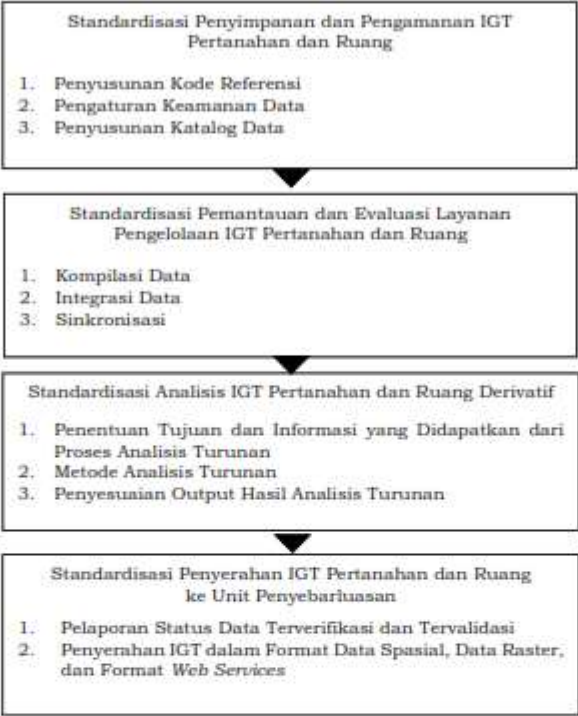 Standardisasi Penyimpanan dan Pengamanan IGT
Pertanahan dan Ruang
1. Penyusunan Kode Referensi
2. Pengaturan Keamanan Data
3. Penyusunan Katalog Data
Standardisasi Pemantauan dan Evaluasi Layanan
Pengelolaan IGT Pertanahan dan Ruang
1. Kompilasi Data
2. Integrasi Data
3. Sinkronisasi
Standardisasi Analisis IGT Pertanahan dan Ruang Derivatif
1. Penentuan Tujuan dan Informasi yang Didapatkan dari
Proses Analisis Turunan
2. Metode Analisis Turunan
3. Penyesuaian Output Hasil Analisis Turunan
Standardisasi Penyerahan IGT Pertanahan dan Ruang
ke Unit Penyebarluasan
1. Pelaporan Status Data Terverifikasi dan Tervalidasi
2. Penyerahan IGT dalam Format Data Spasial, Data Raster,
dan Format Web Services